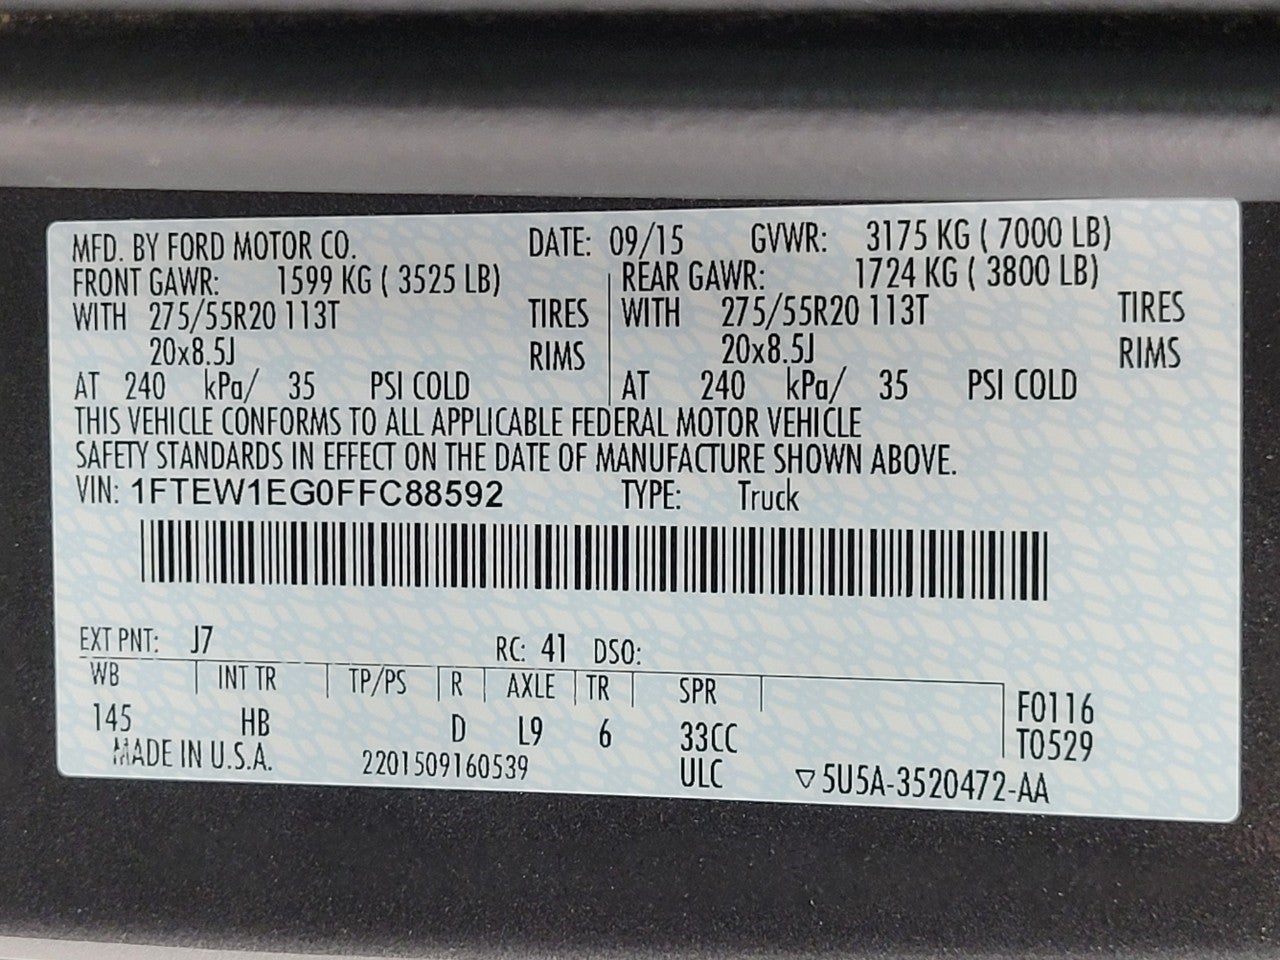 MFD. BY FORD MOTOR CO. DATE: 09/15 GVWR: 3175 KG ( 7000 LB)
FRONT GAWR: 1599 KG ( 3525 LB) REAR GAWR: 1724 KG ( 3800 LB)
WITH 275/55R20 113T TIRES WITH 275/55R20 113T TIRES
20x8.5J RIMS 20x8.5J RIMS
AT 240 kPa/ 35 PSI COLD AT 240 kPa/ 35 PSI COLD
THIS VEHICLE CONFORMS TO ALL APPLICABLE FEDERAL MOTOR VEHICLE
SAFETY STANDARDS IN EFFECT ON THE DATE OF MANUFACTURE SHOWN ABOVE.
VIN: 1FTEW1EG0FFC88592 TYPE: Truck
EXT PNT: J7 RC: 41 DSO:
WB INT TR TP/PS R AXLE TR SPR
145 HB D L9 6 33CC F0116
T0529
MADE IN U.S.A. 2201509160539 ULC ▽5U5A-3520472-AA